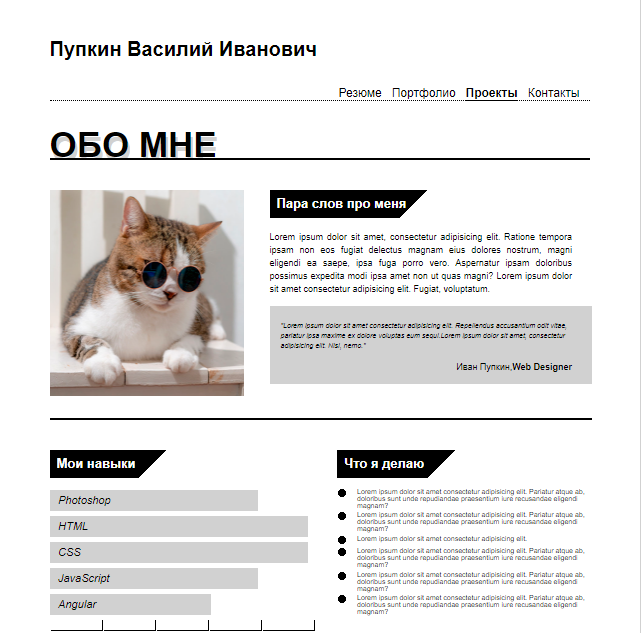 Пупкин Василий Иванович
Резюме Портфолио Проекты Контакты
ОБО МНЕ
Пара слов про меня
Lorem ipsum dolor sit amet, consectetur adipisicing elit. Ratione tempora
ipsam non eos fugiat delectus magnam eius dolores nostrum, magni
eligendi ea saepe, ipsa fuga porro vero. Aspernatur ipsam doloribus
possimus expedita modi ipsa amet non ut quas magni? Lorem ipsum dolor
sit amet consectetur adipisicing elit. Fugiat, voluptatum.
"Lorem ipsum dolor sit amet consectetur adipisicing elit. Repellendus accusantium odit vitae,
pariatur ipsa maxime ex dolore voluptas eum sequi.Lorem ipsum dolor sit amet, consectetur
adipisicing elit. Nisi, nemo."
Иван Пупкин,Web Designer
Мои навыки
Photoshop
HTML
CSS
JavaScript
Angular
Что я делаю
Lorem ipsum dolor sit amet consectetur adipisicing elit. Pariatur atque ab,
doloribus sunt unde repudiandae praesentium iure recusandae eligendi
magnam?
Lorem ipsum dolor sit amet consectetur adipisicing elit. Pariatur atque ab,
doloribus sunt unde repudiandae praesentium iure recusandae eligendi
magnam?
Lorem ipsum dolor sit amet consectetur adipisicing elit.
Lorem ipsum dolor sit amet consectetur adipisicing elit. Pariatur atque ab,
doloribus sunt unde repudiandae praesentium iure recusandae eligendi
magnam?
Lorem ipsum dolor sit amet consectetur adipisicing elit. Pariatur atque ab,
doloribus sunt unde repudiandae praesentium iure recusandae eligendi
magnam?
Lorem ipsum dolor sit amet consectetur adipisicing elit. Pariatur atque ab,
doloribus sunt unde repudiandae praesentium iure recusandae eligendi
magnam?